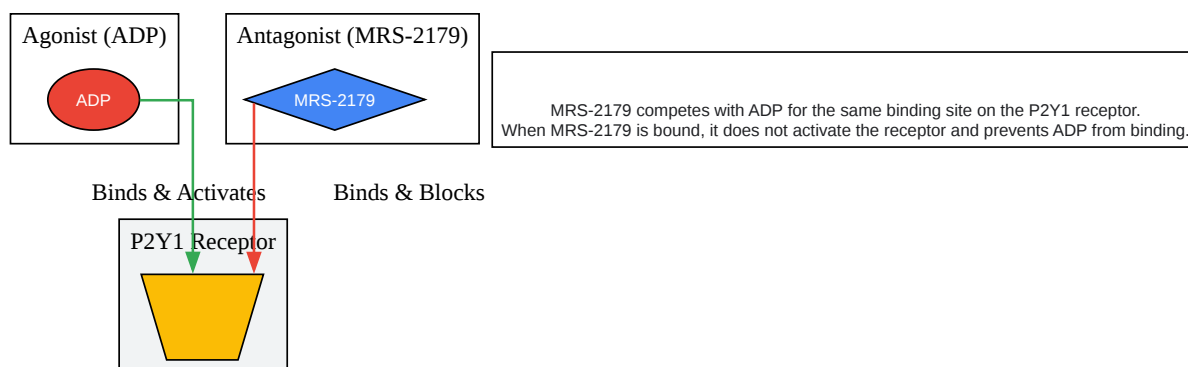 Agonist (ADP)
ADP
Antagonist (MRS-2179)
MRS-2179
MRS-2179 competes with ADP for the same binding site on the P2Y1 receptor.
When MRS-2179 is bound, it does not activate the receptor and prevents ADP from binding.
Binds & Activates
Binds & Blocks
P2Y1 Receptor